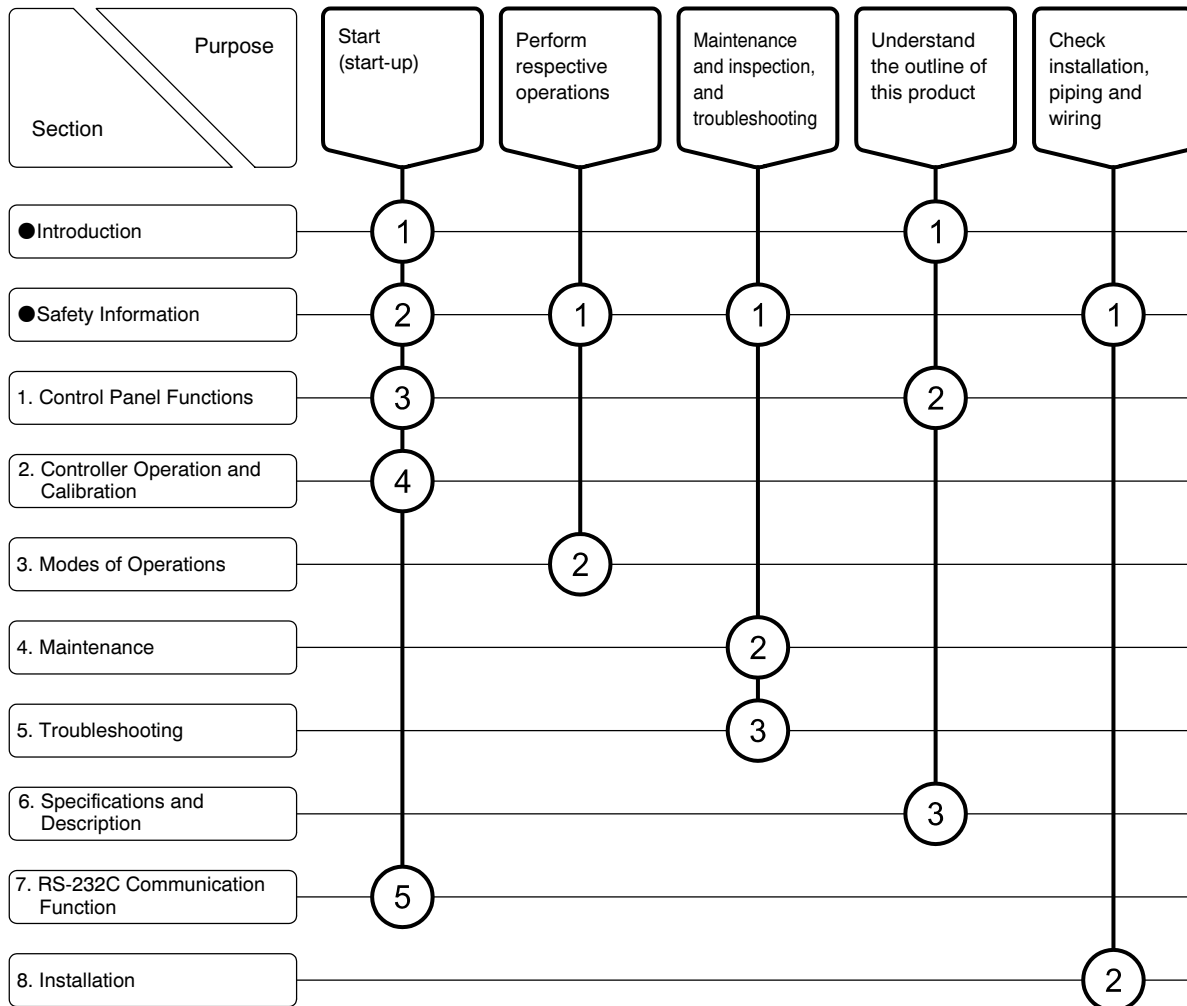 Purpose
Section
Start
(start-up)
Perform
respective
operations
Maintenance
and inspection,
and
troubleshooting
Understand
the outline of
this product
Check
installation,
piping and
wiring
●Introduction
1
1
●Safety Information
2
1
1
1
1. Control Panel Functions
3
2
2. Controller Operation and
Calibration
4
3. Modes of Operations
2
4. Maintenance
2
5. Troubleshooting
3
6. Specifications and
Description
3
7. RS-232C Communication
Function
5
8. Installation
2